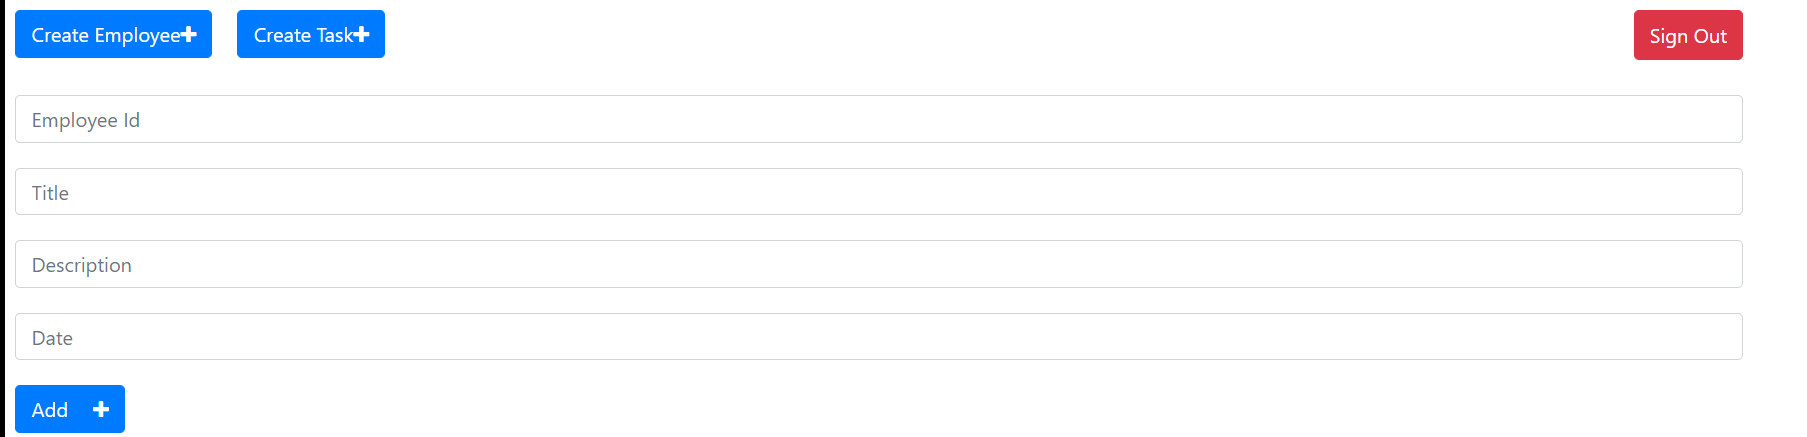 Create Employee Create Task Sign Out
Employee Id
Title
Description
Date
Add